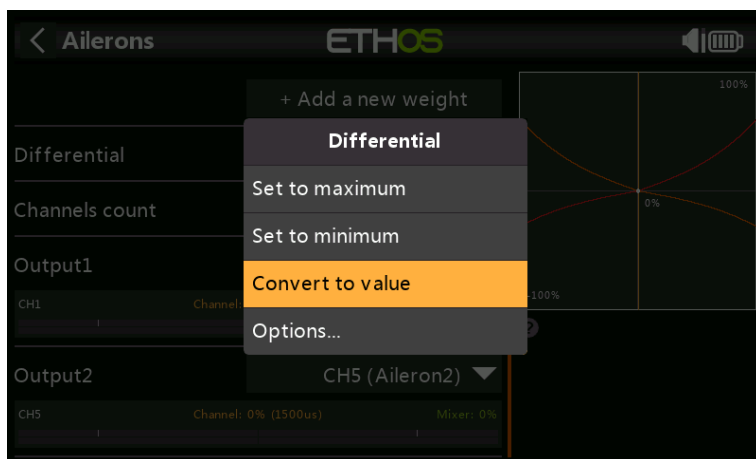 Ailerons
ETHOS
+ Add a new weight
100%
Differential
Differential
Set to maximum
Channels count
0%
Set to minimum
Output1
Convert to value
-100%
CH1
Channel:
Options...
?
Output2
CH5 (Aileron2)
CH5
Channel: 0% (1500us)
Mixer: 0%